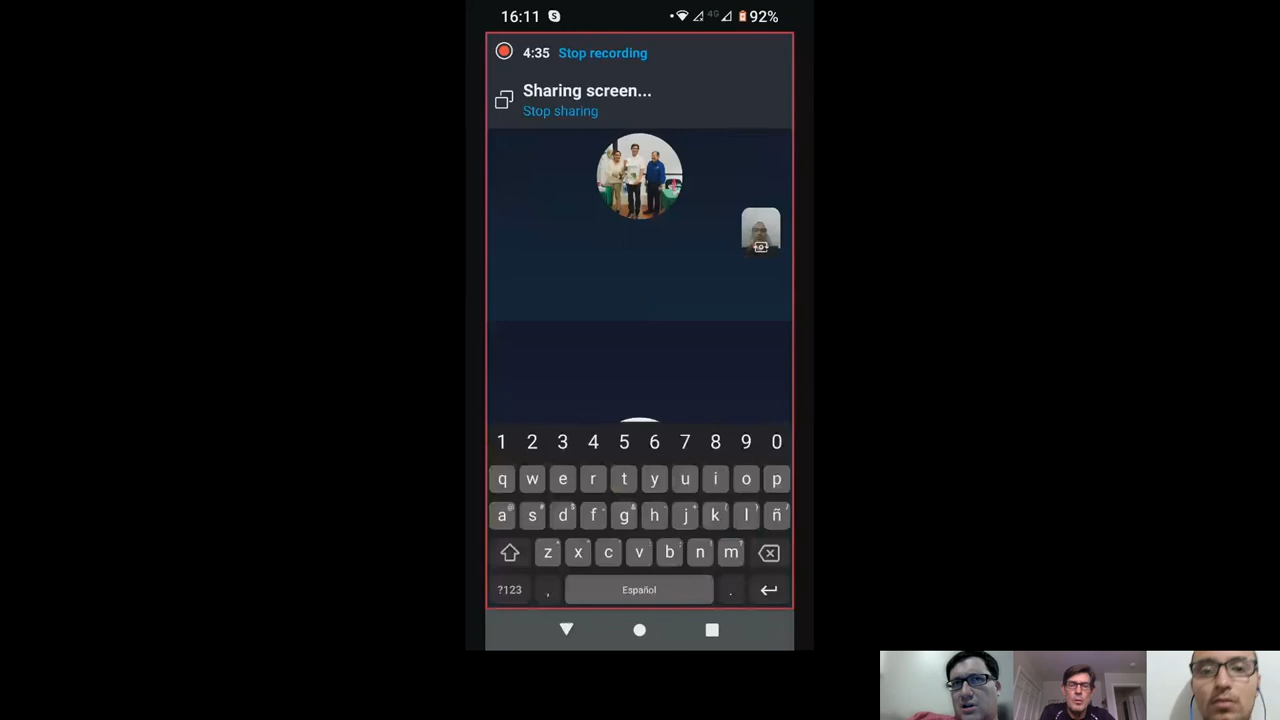 16:11 S 4G 92%
4:35 Stop recording
Sharing screen...
Stop sharing
1 2 3 4 5 6 7 8 9 0
q w e r t y u i o p
a s d f g h j k l ñ
z x c v b n m
?123 , Español .